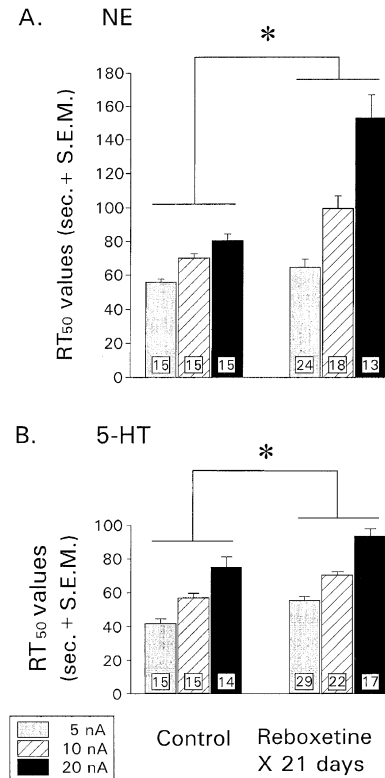 A. NE
*
RT50 values (sec. + S.E.M.)
180
160
140
120
100
80
60
40
20
0
15 15 15 24 18 13
B. 5-HT
*
RT50 values
(sec. + S.E.M.)
100
80
60
40
20
0
15 15 14 29 22 17
5 nA
10 nA
20 nA
Control
Reboxetine
X 21 days